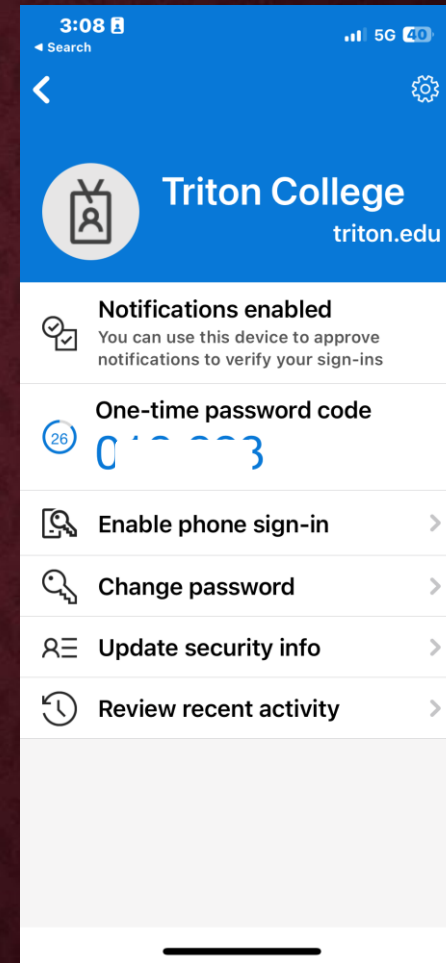 3:08
5G 40
Search
Triton College
triton.edu
Notifications enabled
You can use this device to approve
notifications to verify your sign-ins
One-time password code
26
Enable phone sign-in
Change password
Update security info
Review recent activity